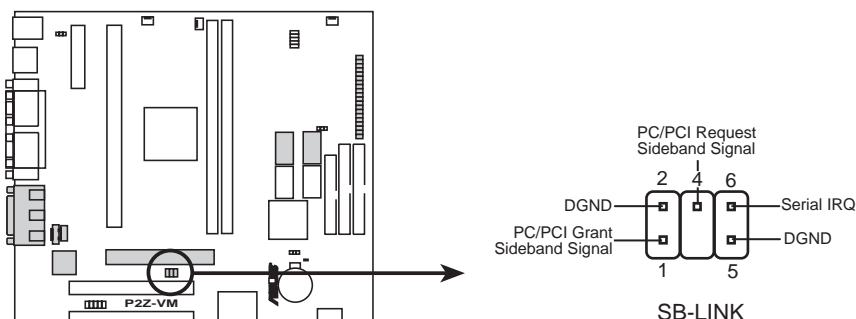 PC/PCI Request
Sideband Signal
2 4 6
DGND
Serial IRQ
PC/PCI Grant
Sideband Signal
DGND
1 5
P2Z-VM
SB-LINK